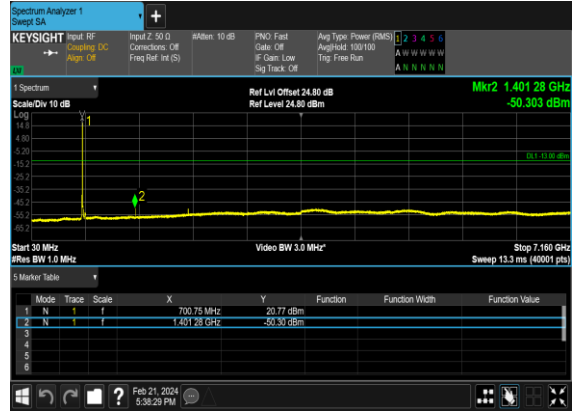 Spectrum Analyzer 1
Swept SA
+
KEYSIGHT Input: RF Input Z: 50 Ω #Atten: 10 dB PNO: Fast Avg Type: Power (RMS) 1 2 3 4 5 6
Coupling: DC Corrections: Off Gate: Off Avg|Hold: 100/100 A W W W W W
Align: Off Freq Ref: Int (S) IF Gain: Low Trig: Free Run
Sig Track: Off A N N N N N
1 Spectrum Ref Lvl Offset 24.80 dB Mkr2 1.401 28 GHz
Scale/Div 10 dB Ref Level 24.80 dBm -50.303 dBm
Log
14.8
4.80
-5.20
-15.2
-25.2
-35.2
-45.2
-55.2
-65.2
1
2
DL1 -13.00 dBm
Start 30 MHz Video BW 3.0 MHz* Stop 7.160 GHz
#Res BW 1.0 MHz Sweep 13.3 ms (40001 pts)
5 Marker Table
Mode Trace Scale X Y Function Function Width Function Value
1 N 1 f 700.75 MHz 20.77 dBm
2 N 1 f 1.401 28 GHz -50.30 dBm
3
4
5
6
? Feb 21, 2024
5:38:29 PM